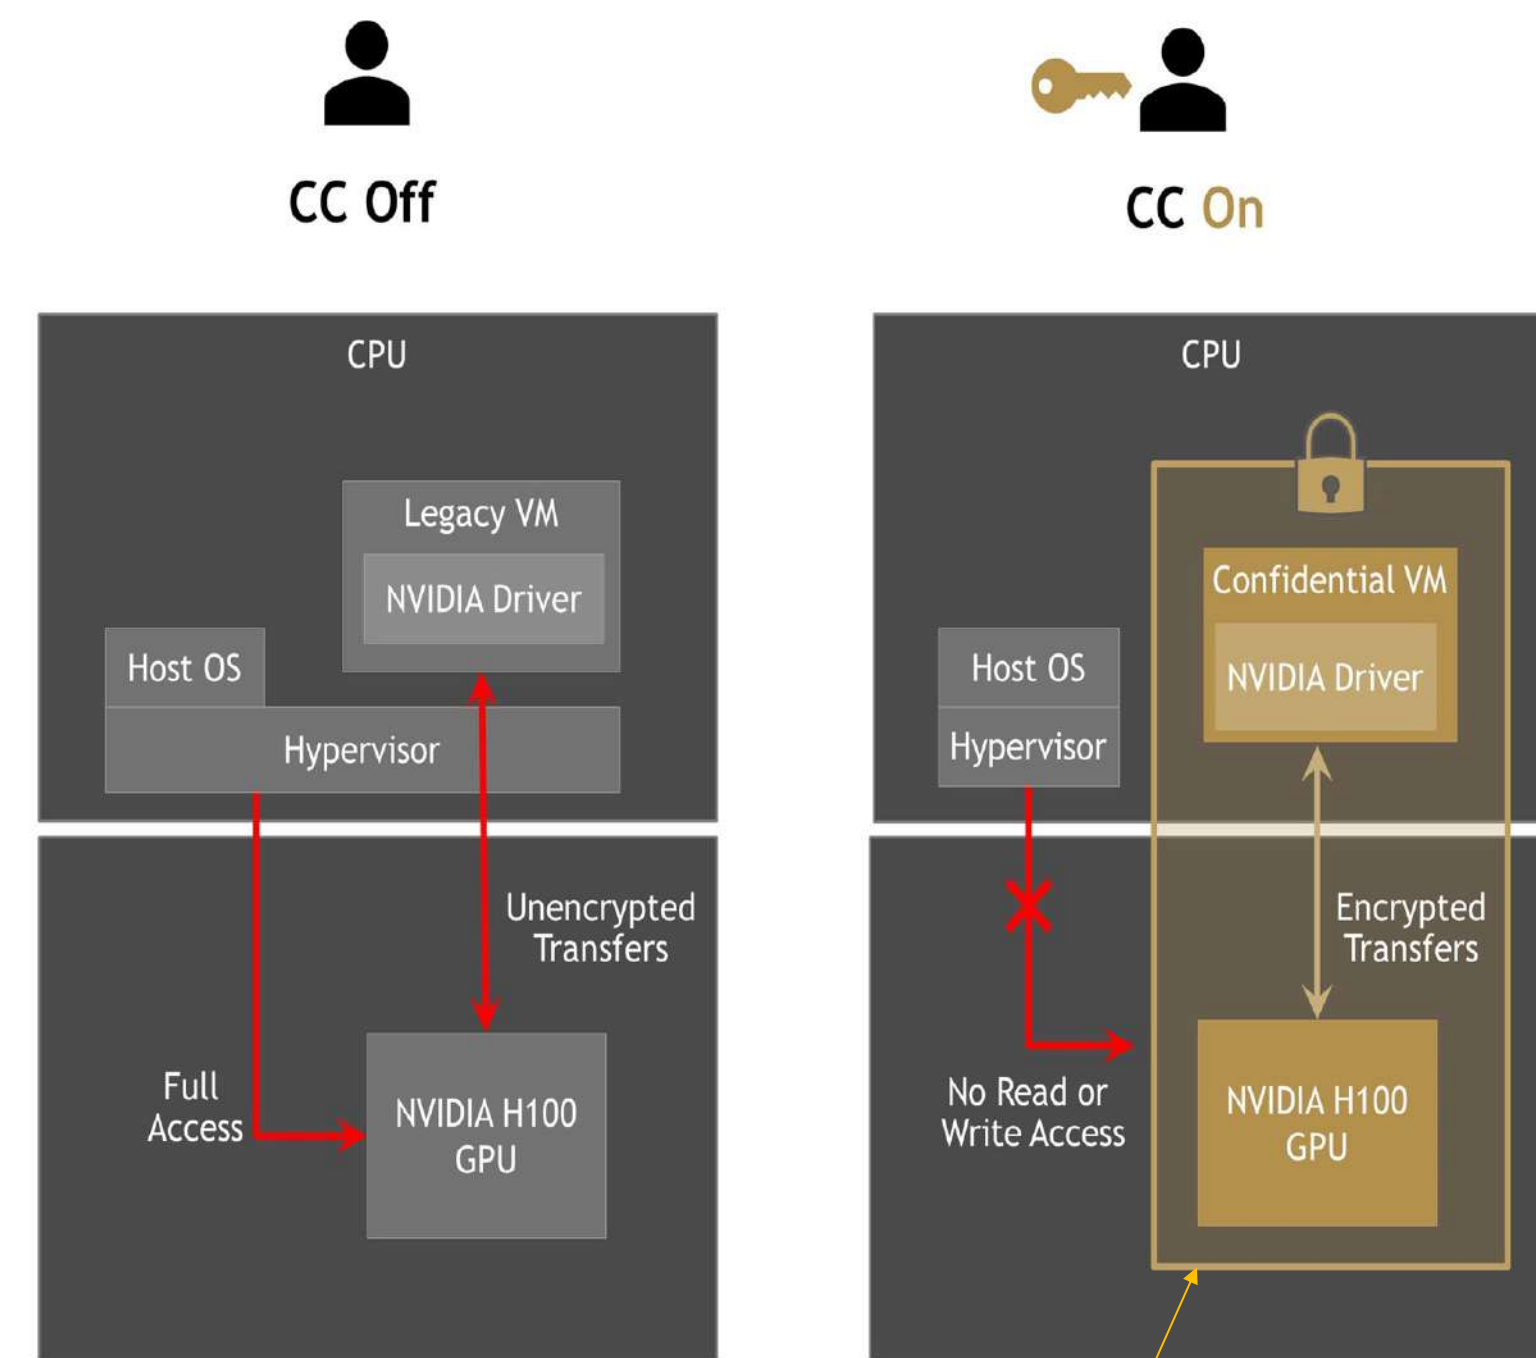 CC Off
CPU
Legacy VM
NVIDIA Driver
Host OS
Hypervisor
Unencrypted
Transfers
Full
Access
NVIDIA H100
GPU
CC On
CPU
Confidential VM
NVIDIA Driver
Host OS
Hypervisor
Encrypted
Transfers
No Read or
Write Access
NVIDIA H100
GPU